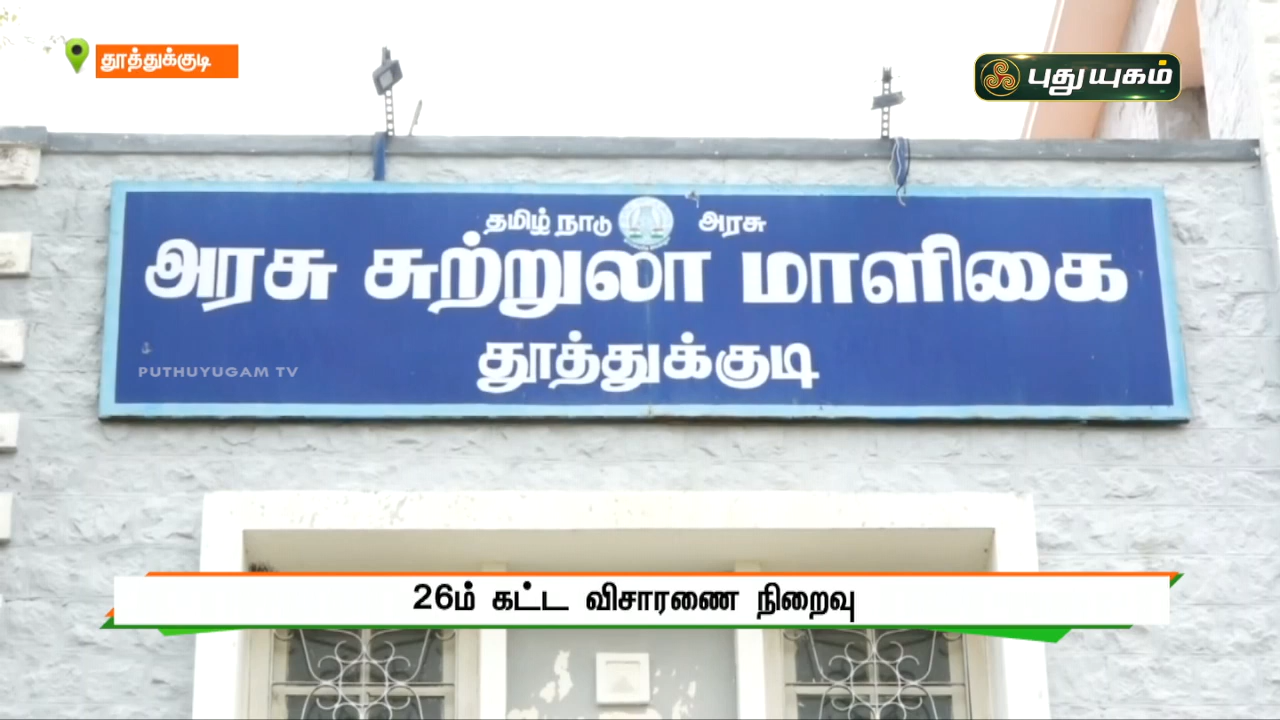 தூத்துக்குடி
புதுயுகம்
தமிழ் நாடு அரசு
அரசு சுற்றுலா மாளிகை
தூத்துக்குடி
PUTHUYUGAM TV
26ம் கட்ட விசாரணை நிறைவு